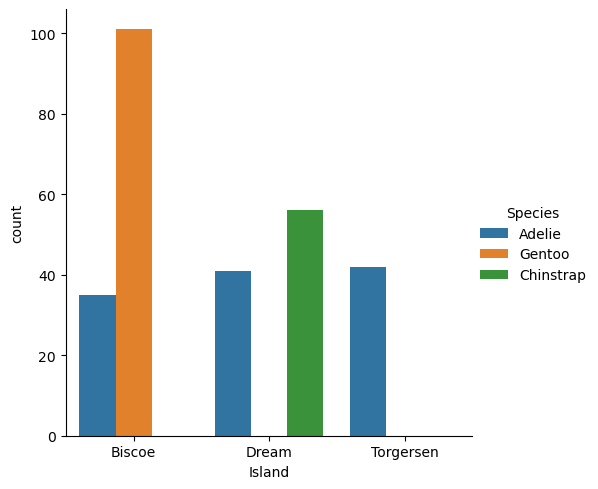 100
80
60
40
20
0
count
Biscoe
Dream
Torgersen
Island
Species
Adelie
Gentoo
Chinstrap